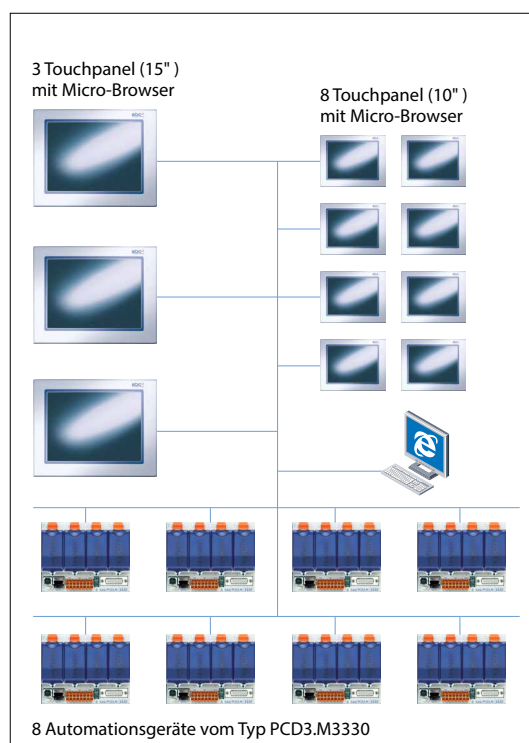 3 Touchpanel (15" )
mit Micro-Browser
8 Touchpanel (10" )
mit Micro-Browser
8 Automationsgeräte vom Typ PCD3.M3330